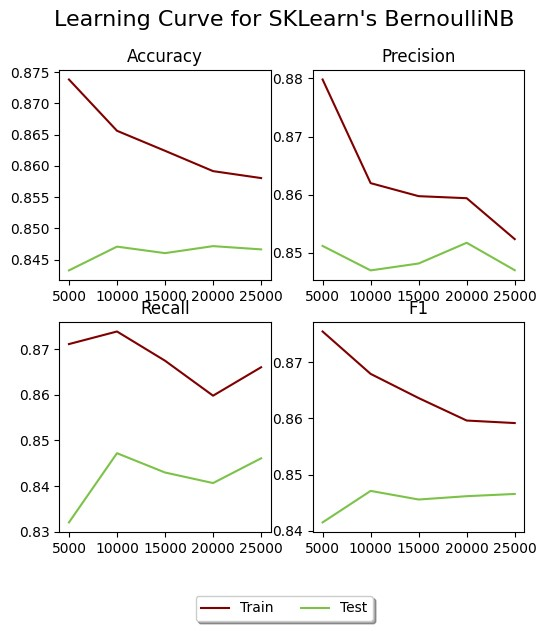 Learning Curve for SKLearn's BernoulliNB
Accuracy
0.875
0.870
0.865
0.860
0.855
0.850
0.845
5000 10000 15000 20000 25000
Precision
0.88
0.87
0.86
0.85
5000 10000 15000 20000 25000
Recall
0.87
0.86
0.85
0.84
0.83
5000 10000 15000 20000 25000
F1
0.87
0.86
0.85
0.84
5000 10000 15000 20000 25000
Train Test